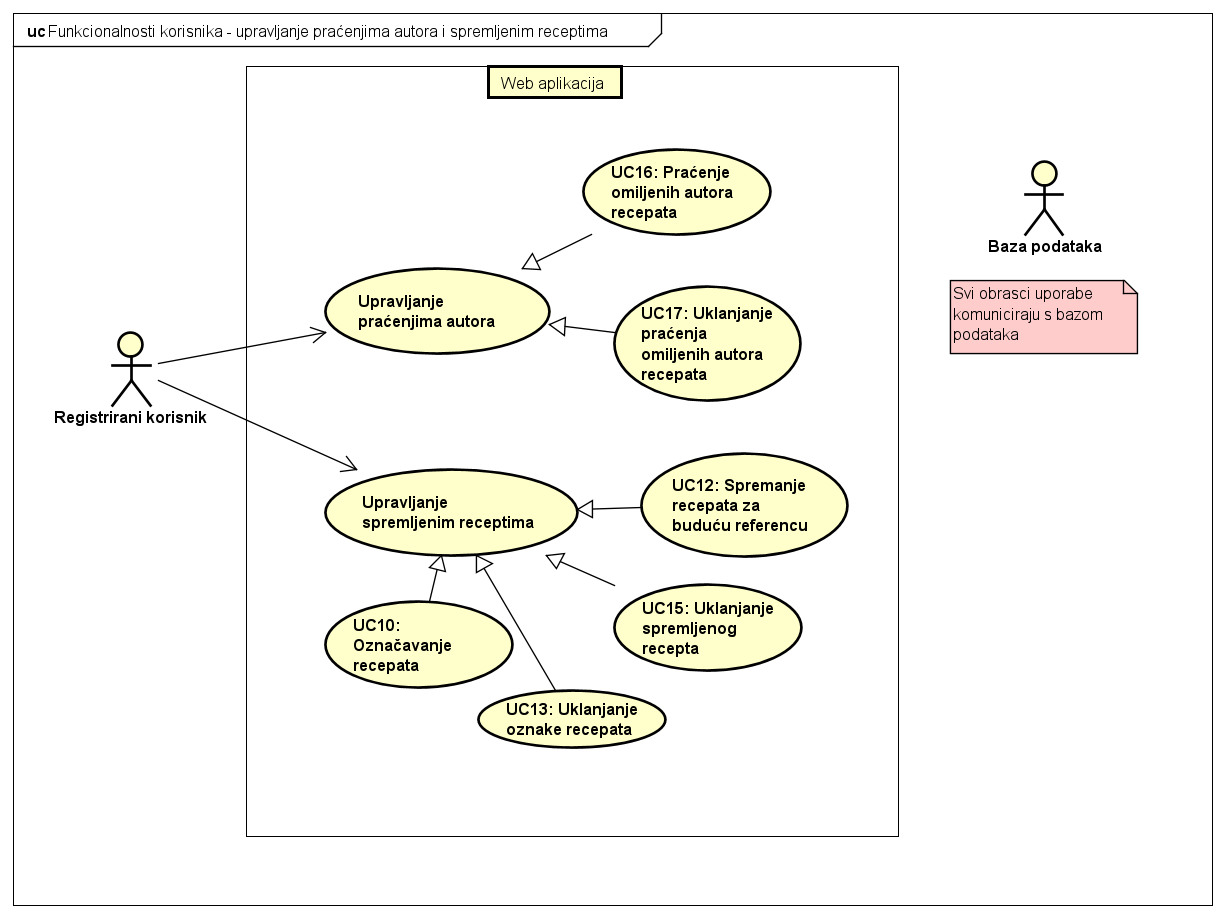 uc Funkcionalnosti korisnika - upravljanje praćenjima autora i spremljenim receptima
Web aplikacija
UC16: Praćenje
omiljenih autora
recepata
Baza podataka
Svi obrasci uporabe
komuniciraju s bazom
podataka
Upravljanje
praćenjima autora
UC17: Uklanjanje
praćenja
omiljenih autora
recepata
Registrirani korisnik
Upravljanje
spremljenim receptima
UC12: Spremanje
recepata za
buduću referencu
UC10:
Označavanje
recepata
UC15: Uklanjanje
spremljenog
recepta
UC13: Uklanjanje
oznake recepata